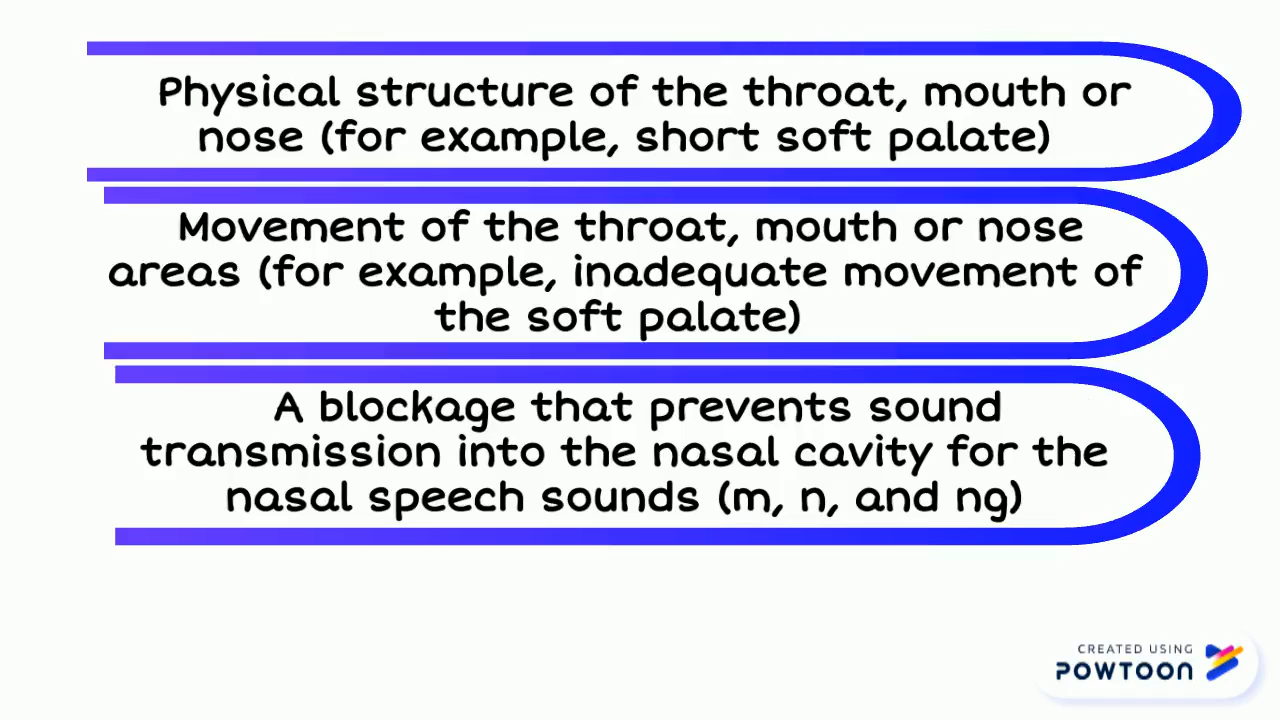 Physical structure of the throat, mouth or
nose (for example, short soft palate)
Movement of the throat, mouth or nose
areas (for example, inadequate movement of
the soft palate)
A blockage that prevents sound
transmission into the nasal cavity for the
nasal speech sounds (m, n, and ng)
CREATED USING
POWTOON